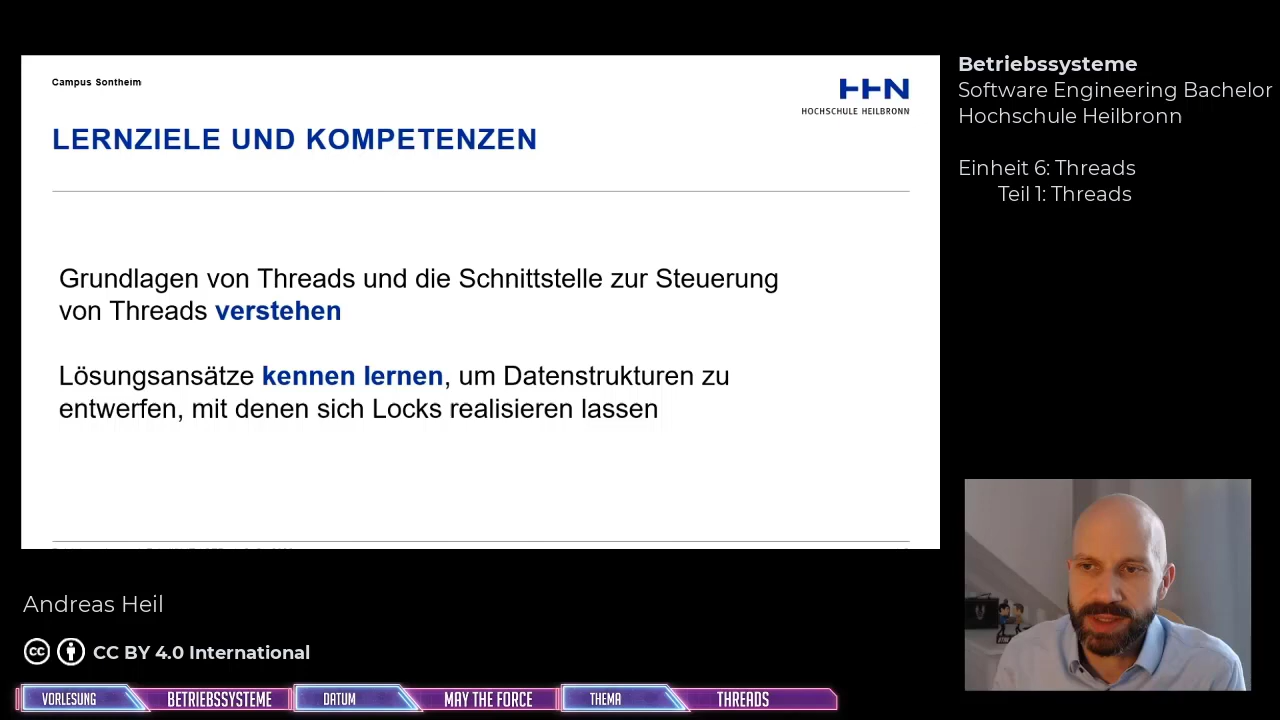 Campus Sontheim
HHN
HOCHSCHULE HEILBRONN
LERNZIELE UND KOMPETENZEN
Grundlagen von Threads und die Schnittstelle zur Steuerung
von Threads verstehen
Lösungsansätze kennen lernen, um Datenstrukturen zu
entwerfen, mit denen sich Locks realisieren lassen
Betriebssysteme
Software Engineering Bachelor
Hochschule Heilbronn
Einheit 6: Threads
Teil 1: Threads
Andreas Heil
cc CC BY 4.0 International
VORLESUNG BETRIEBSSYSTEME DATUM MAY THE FORCE THEMA THREADS